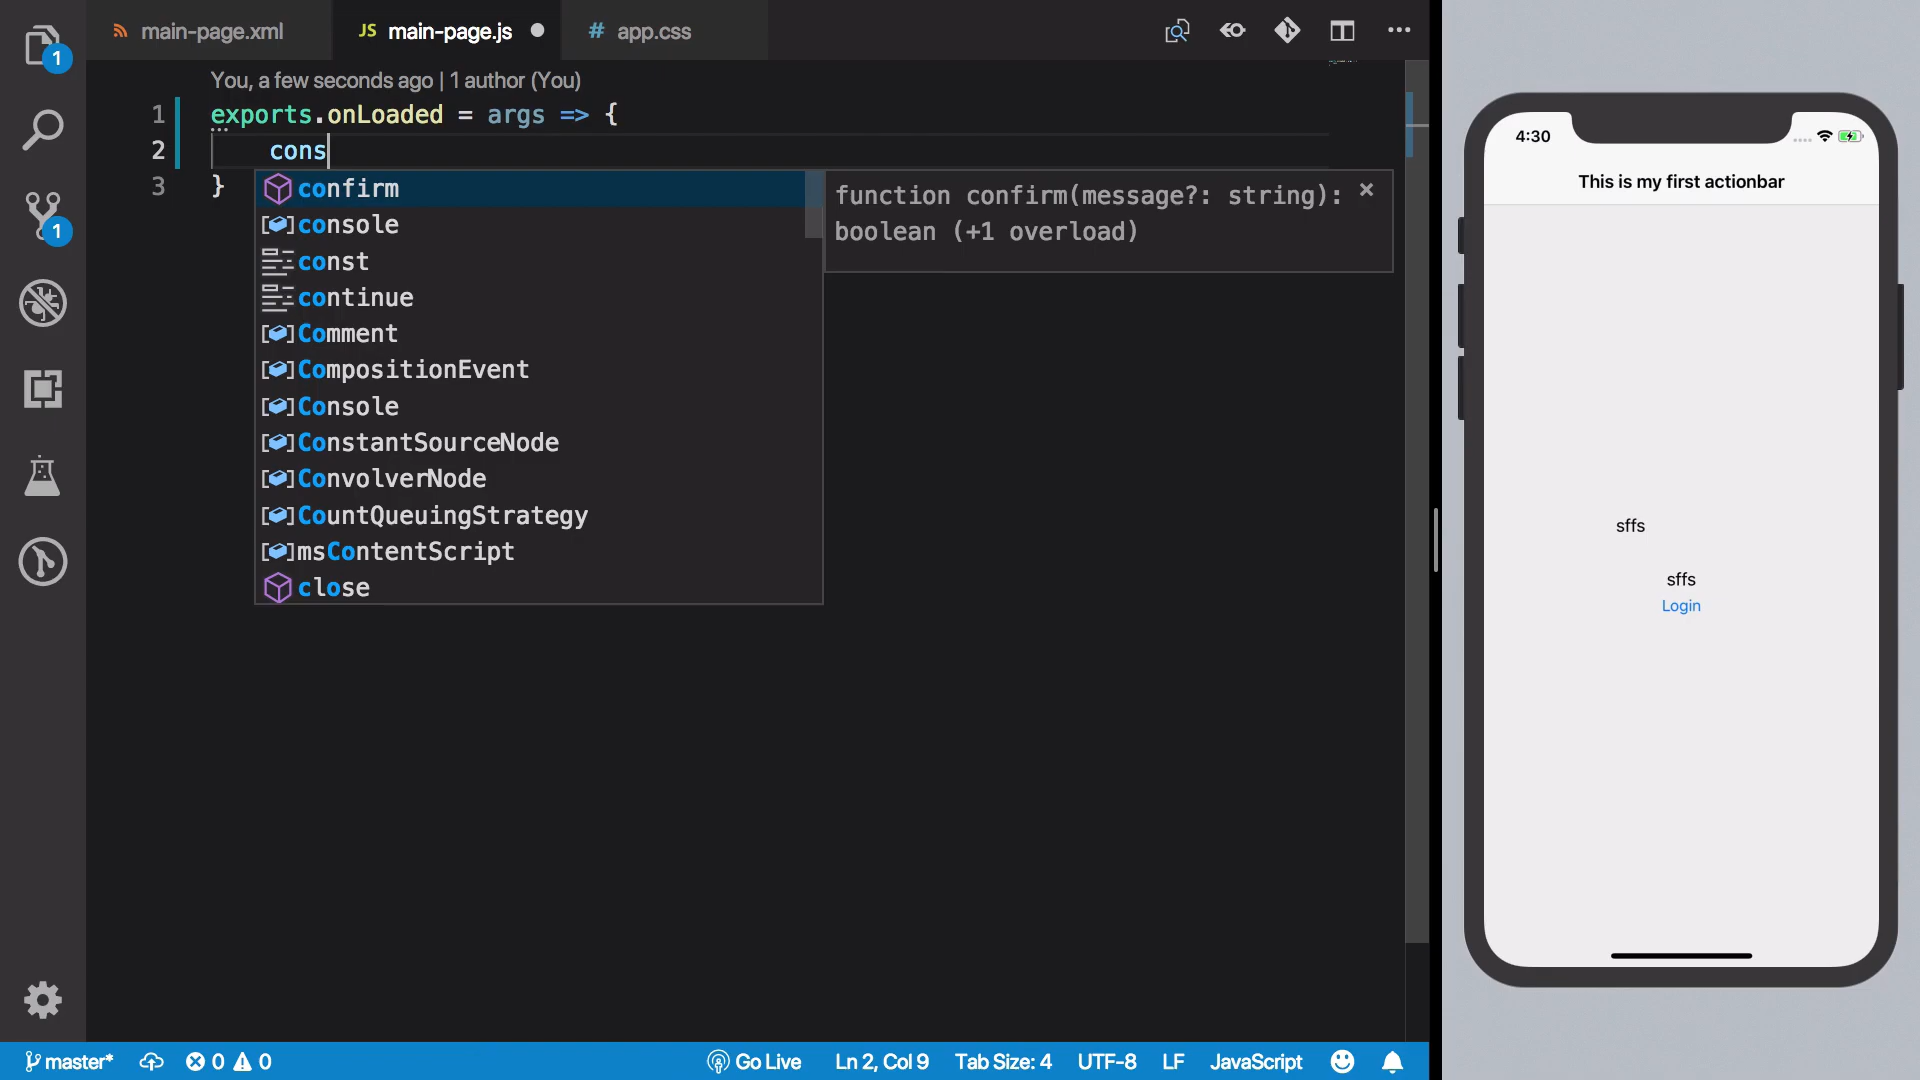 main-page.xml
JS main-page.js
# app.css
1
1
You, a few seconds ago | 1 author (You)
1 exports.onLoaded = args => {
2 cons
3 }
confirm
console
const
continue
Comment
CompositionEvent
Console
ConstantSourceNode
ConvolverNode
CountQueuingStrategy
msContentScript
close
function confirm(message?: string):
boolean (+1 overload)
4:30
This is my first actionbar
sffs
sffs
Login
master* 0 0 Go Live Ln 2, Col 9 Tab Size: 4 UTF-8 LF JavaScript